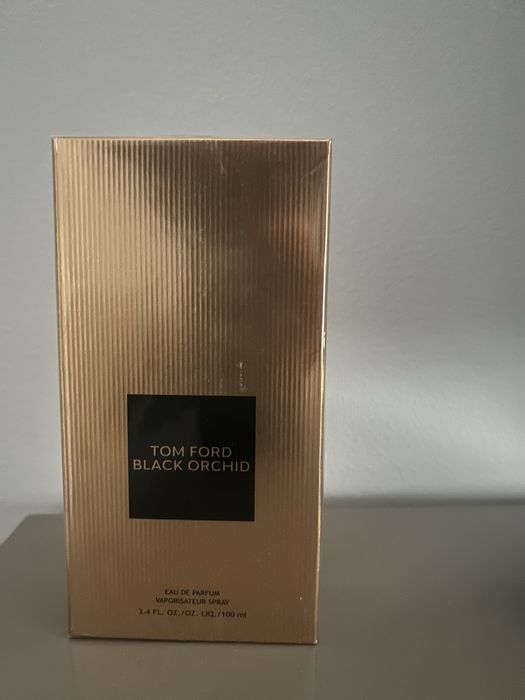 TOM FORD
BLACK ORCHID
EAU DE PARFUM
VAPORISATEUR SPRAY
3.4 FL. OZ./OZ. LIQ./100 ml